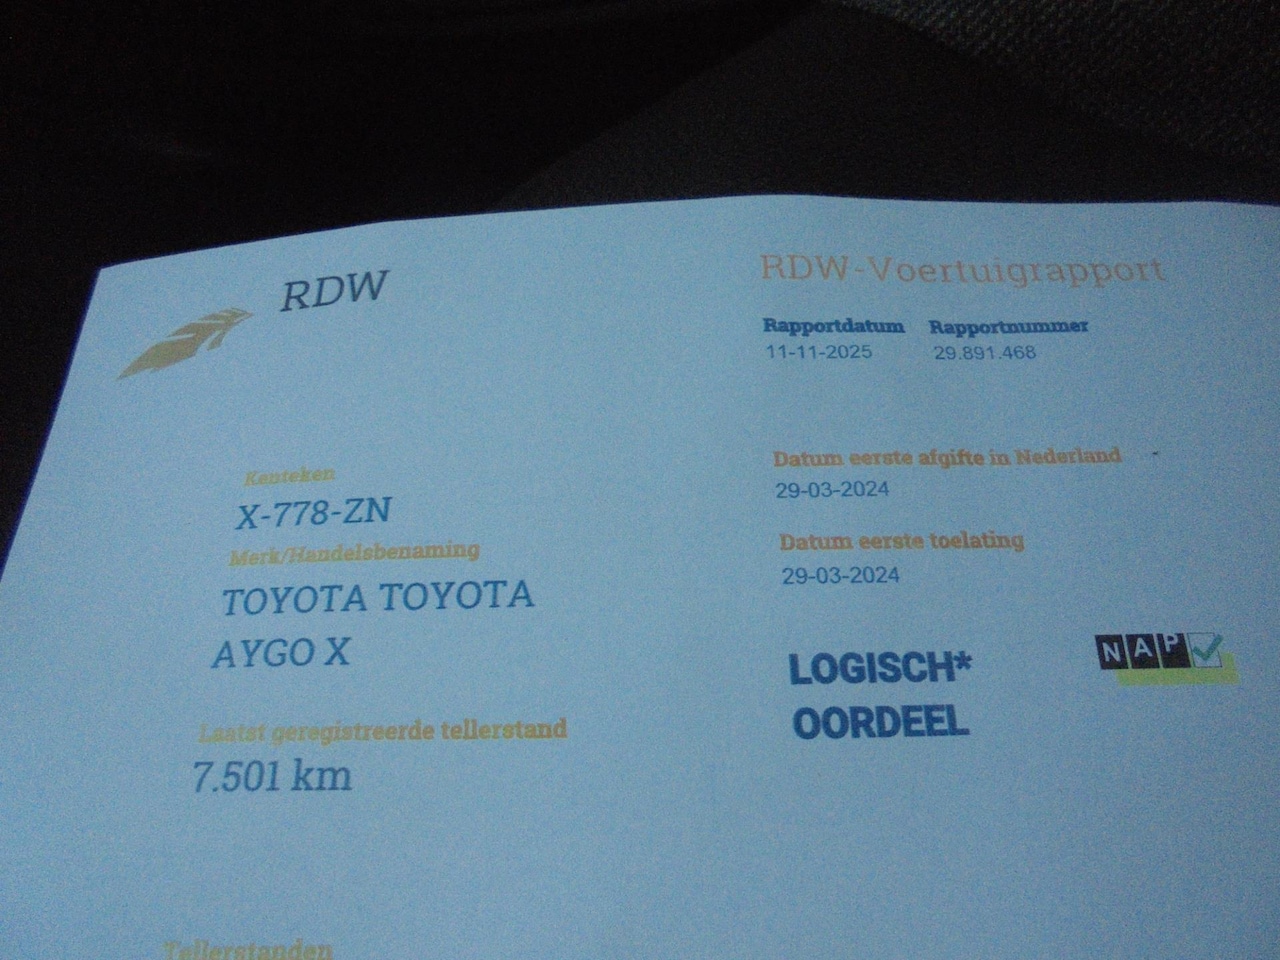 RDW
RDW-Voertuigrapport
Rapportdatum Rapportnummer
11-11-2025 29.891.468
Kenteken
X-778-ZN
Merk/Handelsbenaming
TOYOTA TOYOTA
AYGO X
Laatst geregistreerde tellerstand
7.501 km
Datum eerste afgifte in Nederland
29-03-2024
Datum eerste toelating
29-03-2024
LOGISCH*
OORDEEL
NAP
Tellerstanden